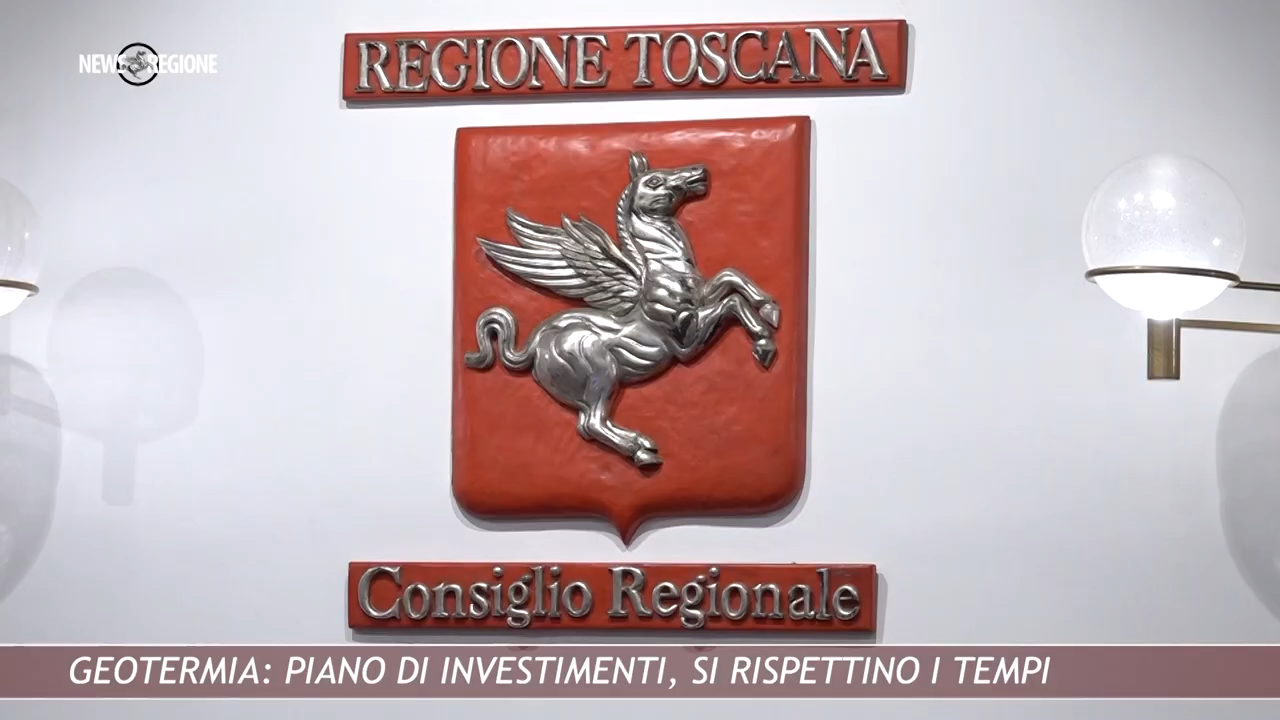 NEWS REGIONE
REGIONE TOSCANA
Consiglio Regionale
GEOTERMIA: PIANO DI INVESTIMENTI, SI RISPETTINO I TEMPI